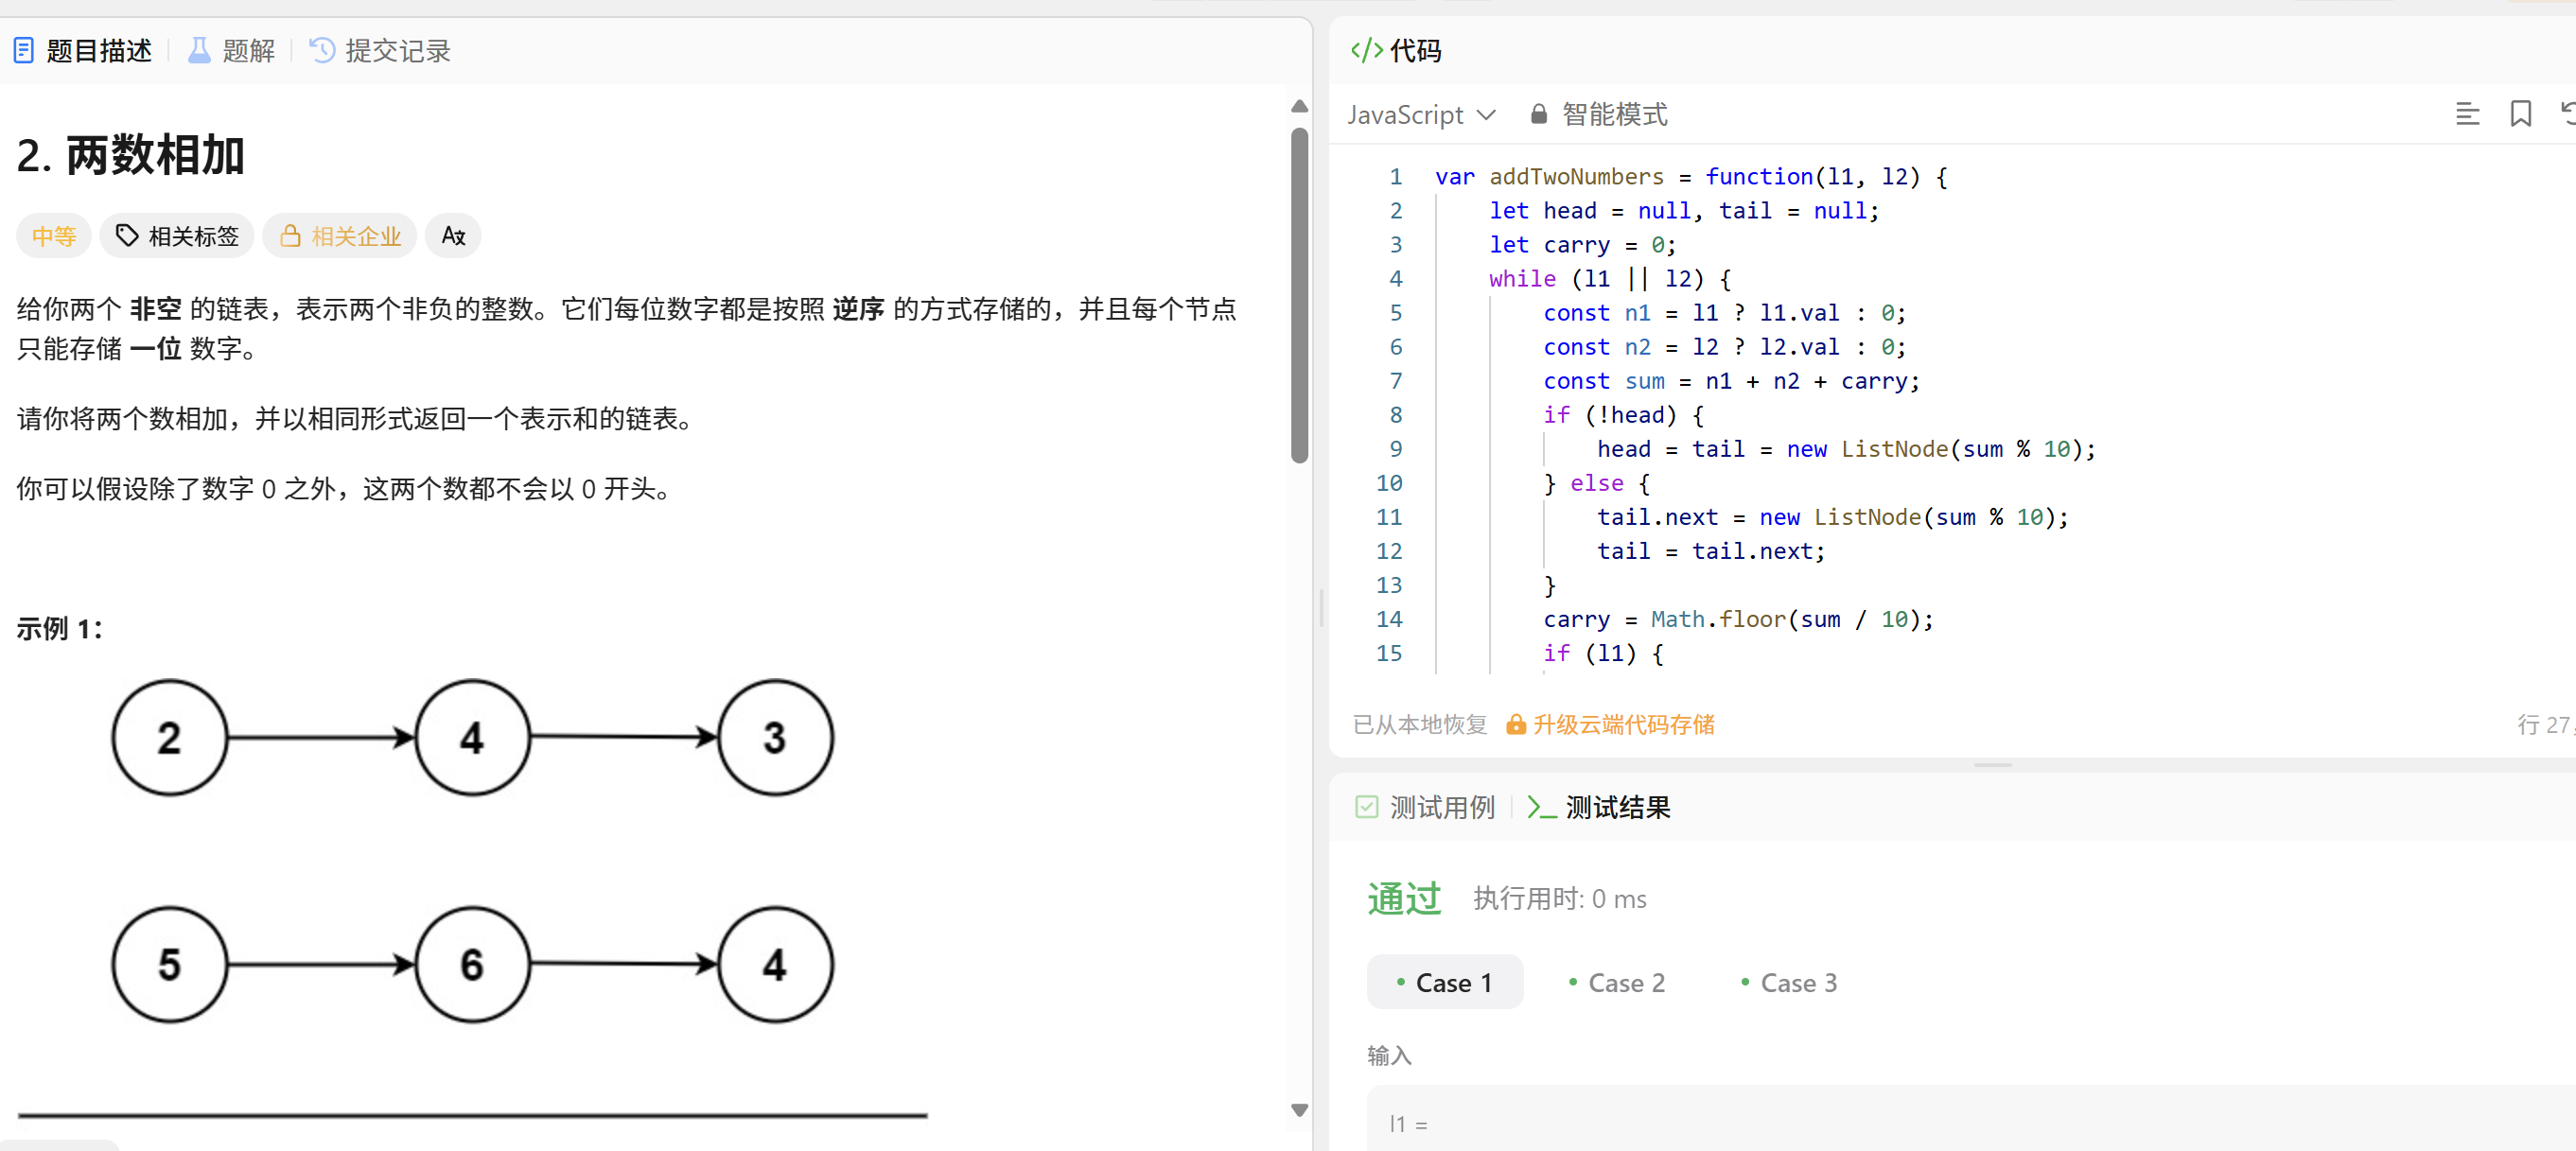 题目描述
题解
提交记录
2. 两数相加
中等
相关标签
相关企业
给你两个 非空 的链表，表示两个非负的整数。它们每位数字都是按照 逆序 的方式存储的，并且每个节点
只能存储 一位 数字。
请你将两个数相加，并以相同形式返回一个表示和的链表。
你可以假设除了数字 0 之外，这两个数都不会以 0 开头。
示例 1：
2
4
3
5
6
4
代码
JavaScript
智能模式
1 var addTwoNumbers = function(l1, l2) {
2     let head = null, tail = null;
3     let carry = 0;
4     while (l1 || l2) {
5         const n1 = l1 ? l1.val : 0;
6         const n2 = l2 ? l2.val : 0;
7         const sum = n1 + n2 + carry;
8         if (!head) {
9             head = tail = new ListNode(sum % 10);
10         } else {
11             tail.next = new ListNode(sum % 10);
12             tail = tail.next;
13         }
14         carry = Math.floor(sum / 10);
15         if (l1) {
已从本地恢复
升级云端代码存储
行 27,
测试用例
测试结果
通过
执行用时: 0 ms
Case 1
Case 2
Case 3
输入
l1 =